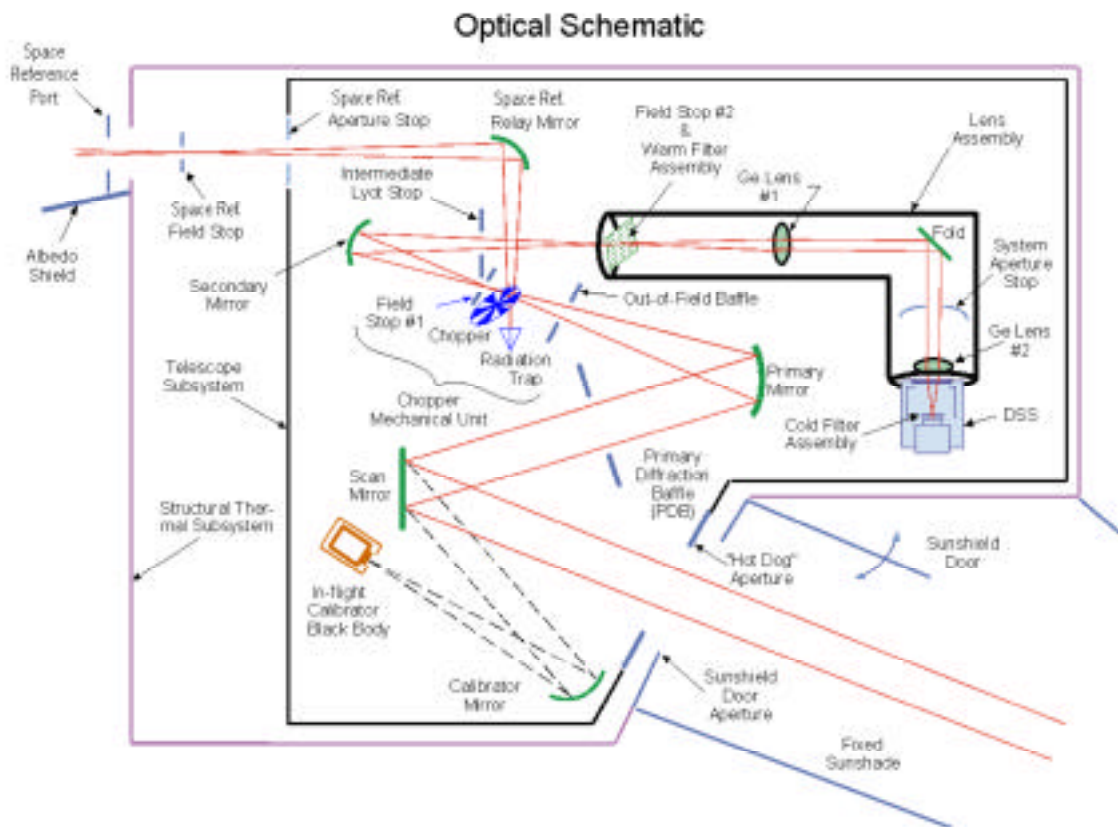 Optical Schematic
Space
Reference
Port
Space Ref.
Aperture Stop
Space Ref.
Relay Mirror
Field Stop #2
&
Warm Filter
Assembly
Lens
Assembly
Intermediate
Lyot Stop
Ge Lens
#1
Space Ref.
Field Stop
Albedo
Shield
Secondary
Mirror
Fold
System
Aperture
Stop
Field
Stop #1
Chopper
Out-of-Field Baffle
Radiation
Trap
Ge Lens
#2
Telescope
Subsystem
Chopper
Mechanical Unit
Primary
Mirror
Cold Filter
Assembly
DSS
Scan
Mirror
Primary
Diffraction
Baffle
(PDB)
Structural Ther-
mal Subsystem
"Hot Dog"
Aperture
Sunshield
Door
In-flight
Calibrator
Black Body
Calibrator
Mirror
Sunshield
Door
Aperture
Fixed
Sunshade